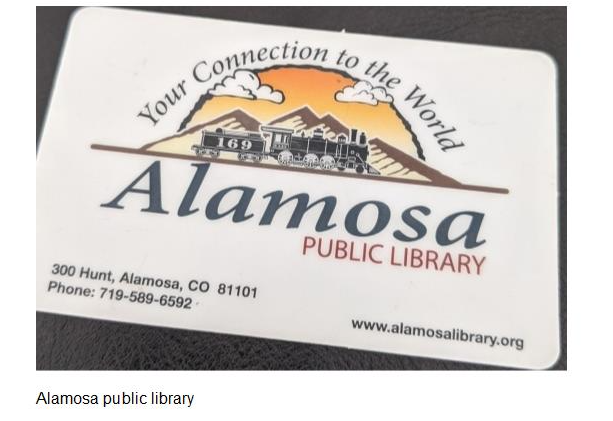 Your Connection to the World
169
Alamosa
PUBLIC LIBRARY
300 Hunt, Alamosa, CO 81101
Phone: 719-589-6592
www.alamosalibrary.org
Alamosa public library